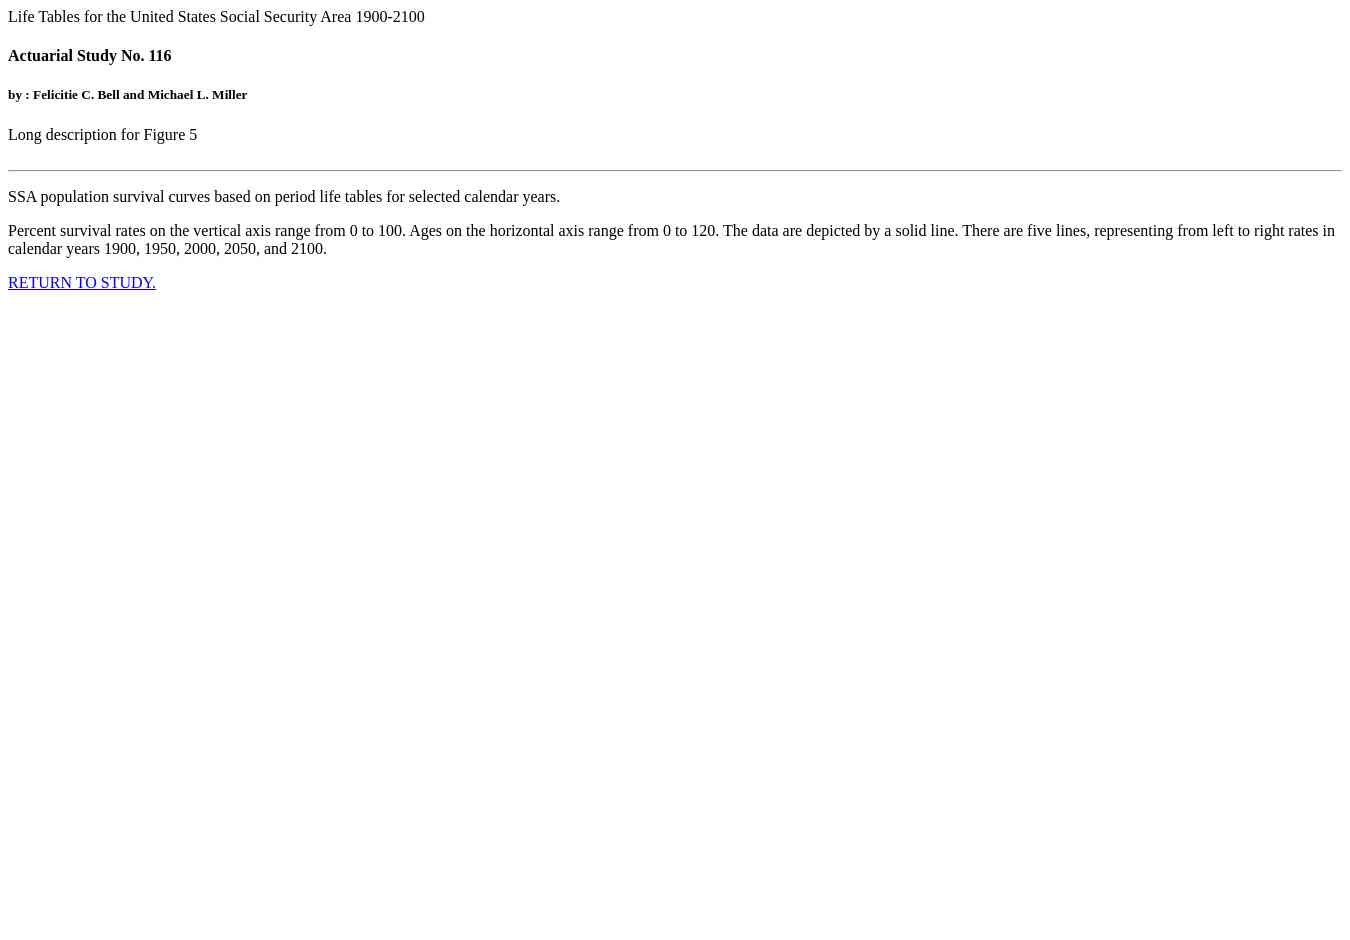 Life Tables for the United States Social Security Area 1900-2100
Actuarial Study No. 116
by : Felicitie C. Bell and Michael L. Miller
Long description for Figure 5
SSA population survival curves based on period life tables for selected calendar years.
Percent survival rates on the vertical axis range from 0 to 100. Ages on the horizontal axis range from 0 to 120. The data are depicted by a solid line. There are five lines, representing from left to right rates in
calendar years 1900, 1950, 2000, 2050, and 2100.
RETURN TO STUDY.